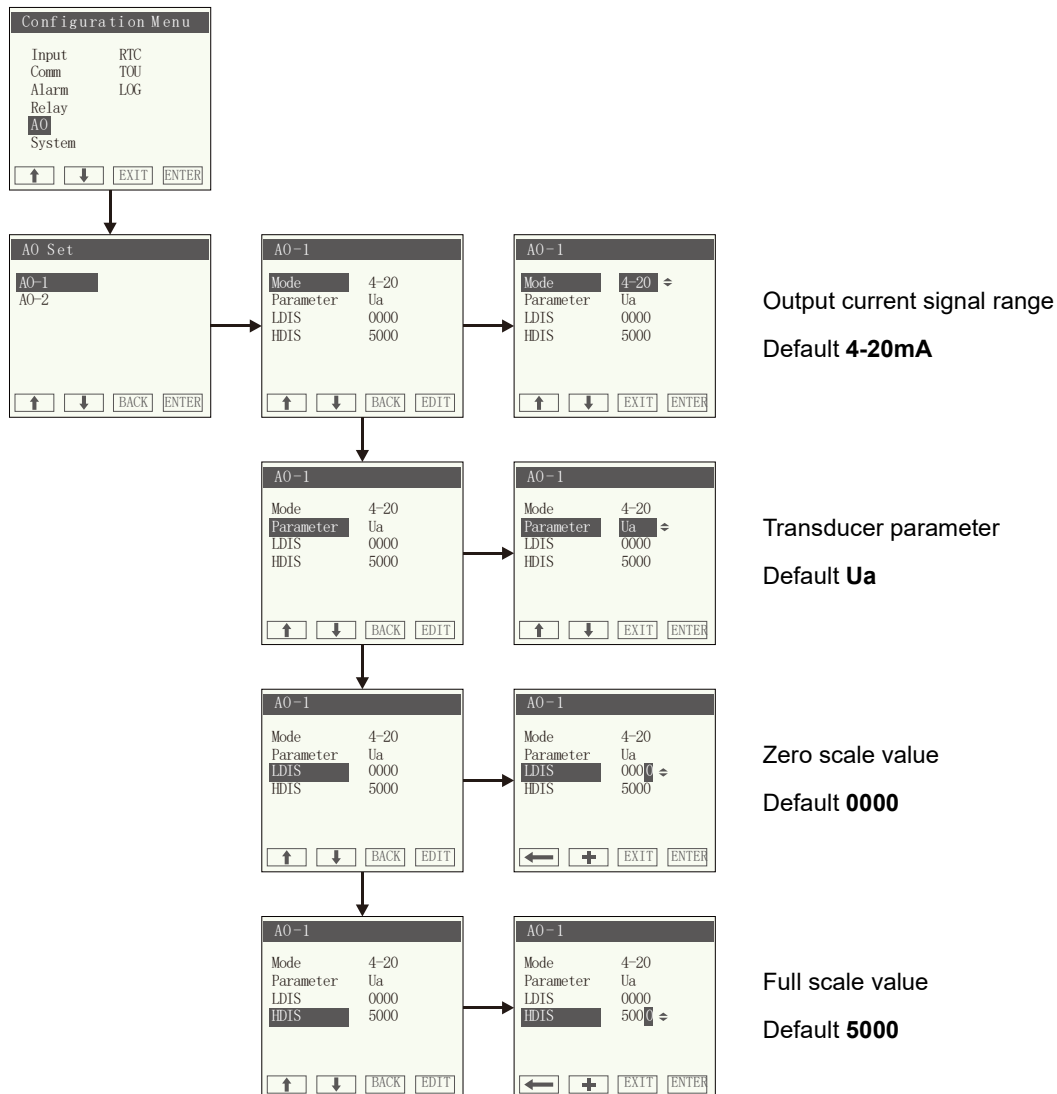 Configuration Menu
Input RTC
Comm TOU
Alarm LOG
Relay
AO
System
EXIT ENTER
AO Set
AO-1
AO-2
BACK ENTER
AO-1
Mode 4-20
Parameter Ua
LDIS 0000
HDIS 5000
BACK EDIT
AO-1
Mode 4-20
Parameter Ua
LDIS 0000
HDIS 5000
EXIT ENTER
Output current signal range
Default 4-20mA
AO-1
Mode 4-20
Parameter Ua
LDIS 0000
HDIS 5000
BACK EDIT
AO-1
Mode 4-20
Parameter Ua
LDIS 0000
HDIS 5000
EXIT ENTER
Transducer parameter
Default Ua
AO-1
Mode 4-20
Parameter Ua
LDIS 0000
HDIS 5000
BACK EDIT
AO-1
Mode 4-20
Parameter Ua
LDIS 0000
HDIS 5000
EXIT ENTER
Zero scale value
Default 0000
AO-1
Mode 4-20
Parameter Ua
LDIS 0000
HDIS 5000
BACK EDIT
AO-1
Mode 4-20
Parameter Ua
LDIS 0000
HDIS 5000
EXIT ENTER
Full scale value
Default 5000